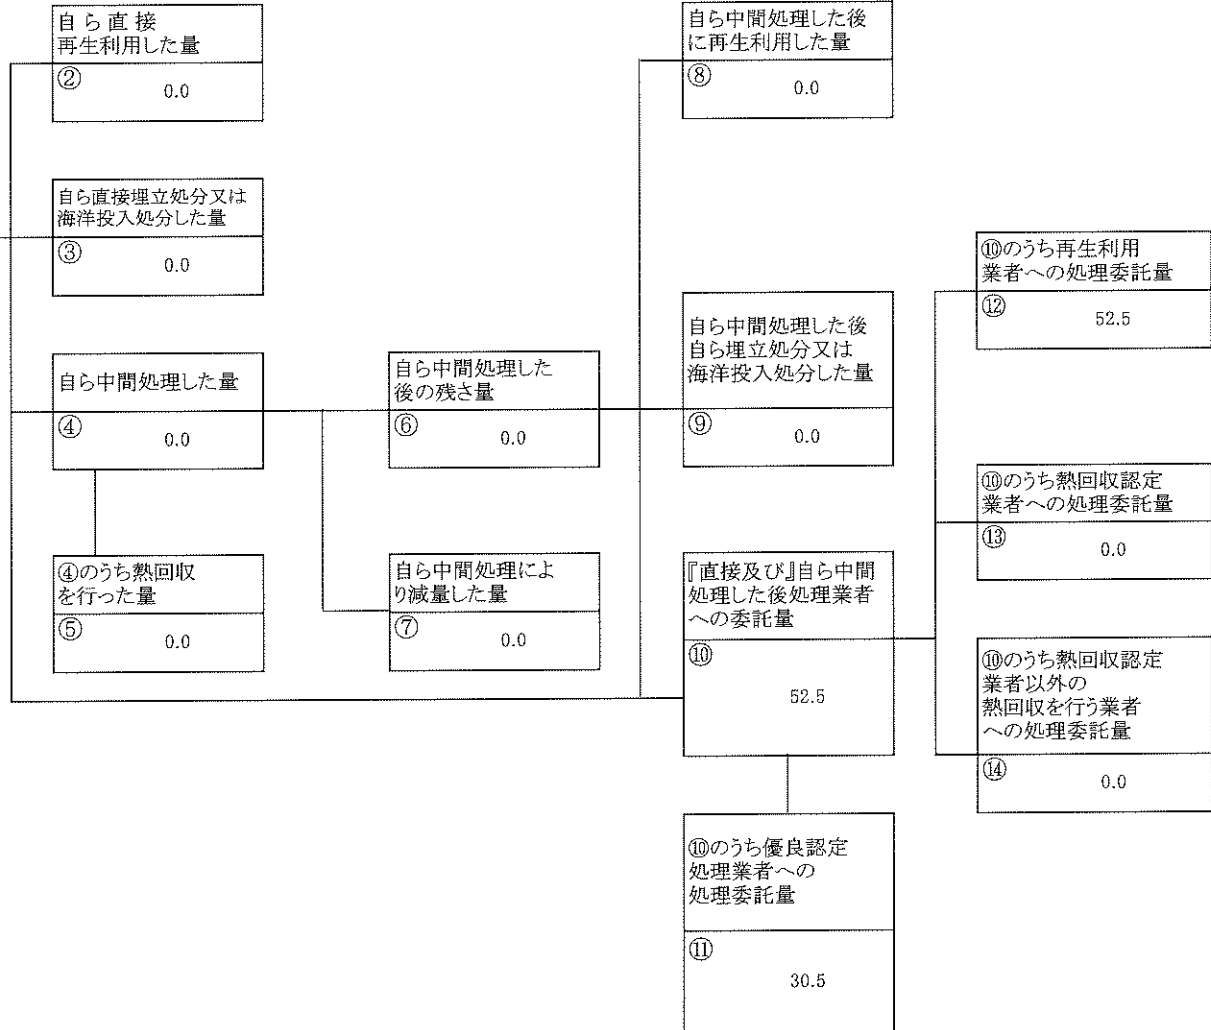 自ら直接
再生利用した量
②
0.0
自ら直接埋立処分又は
海洋投入処分した量
③
0.0
自ら中間処理した量
④
0.0
④のうち熱回収
を行った量
⑤
0.0
自ら中間処理した
後の残さ量
⑥
0.0
自ら中間処理によ
り減量した量
⑦
0.0
自ら中間処理した後
に再生利用した量
⑧
0.0
自ら中間処理した後
自ら埋立処分又は
海洋投入処分した量
⑨
0.0
『直接及び』自ら中間
処理した後処理業者
への委託量
⑩
52.5
⑩のうち優良認定
処理業者への
処理委託量
⑪
30.5
⑩のうち再生利用
業者への処理委託量
⑫
52.5
⑩のうち熱回収認定
業者への処理委託量
⑬
0.0
⑩のうち熱回収認定
業者以外の
熱回収を行う業者
への処理委託量
⑭
0.0